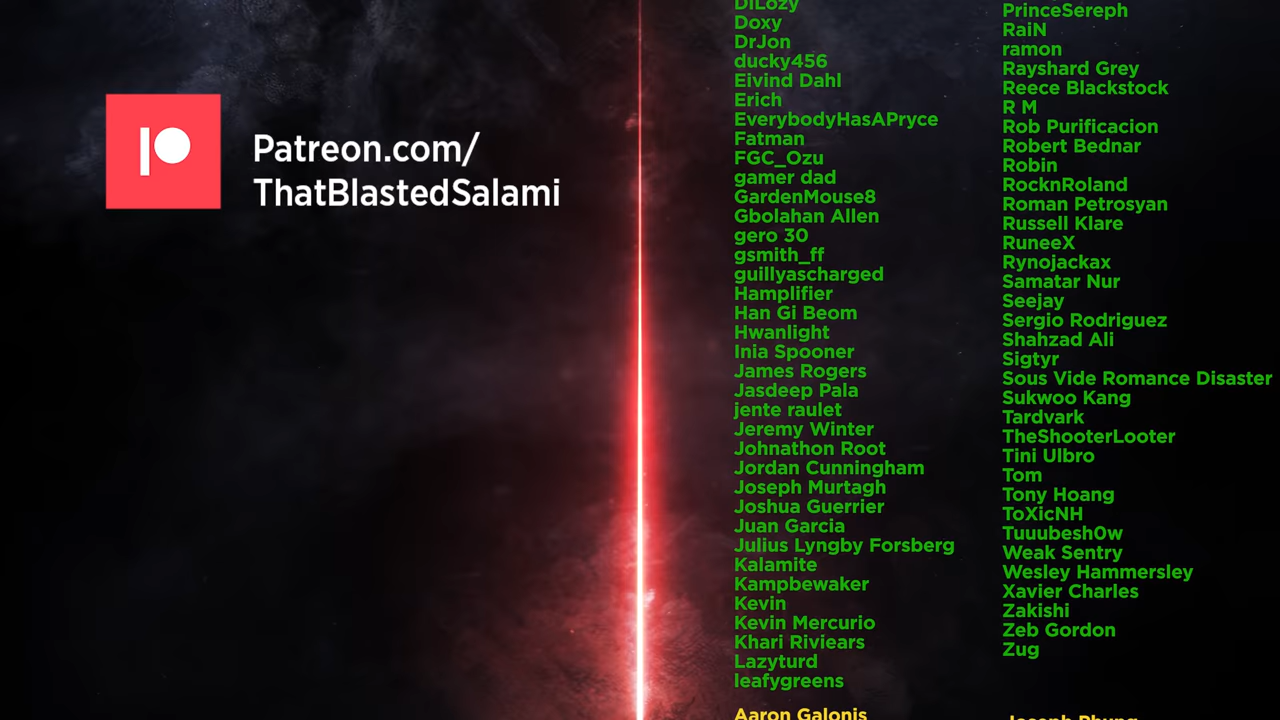 Patreon.com/
ThatBlastedSalami
DiLozy
Doxy
DrJon
ducky456
Eivind Dahl
Erich
EverybodyHasAPryce
Fatman
FGC_Ozu
gamer dad
GardenMouse8
Gbolahan Allen
gero 30
gsmith_ff
guillyascharged
Hamplifier
Han Gi Beom
Hwanlight
Inia Spooner
James Rogers
Jasdeep Pala
jente raulet
Jeremy Winter
Johnathon Root
Jordan Cunningham
Joseph Murtagh
Joshua Guerrier
Juan Garcia
Julius Lyngby Forsberg
Kalamite
Kampbewaker
Kevin
Kevin Mercurio
Khari Riviears
Lazyturd
leafygreens
Aaron Galonis
PrinceSereph
RaiN
ramon
Rayshard Grey
Reece Blackstock
R M
Rob Purificacion
Robert Bednar
Robin
RocknRoland
Roman Petrosyan
Russell Klare
RuneeX
Rynojackax
Samatar Nur
Seejay
Sergio Rodriguez
Shahzad Ali
Sigtyr
Sous Vide Romance Disaster
Sukwoo Kang
Tardvark
TheShooterLooter
Tini Ulbro
Tom
Tony Hoang
ToXicNH
Tuuubesh0w
Weak Sentry
Wesley Hammersley
Xavier Charles
Zakishi
Zeb Gordon
Zug
Joseph Phung